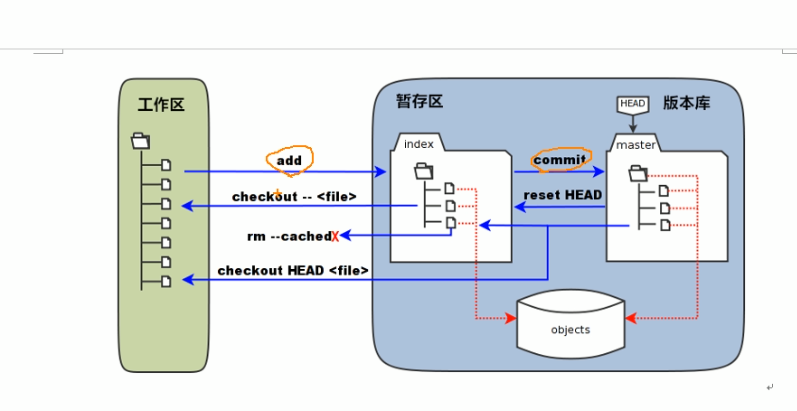 工作区
暂存区
HEAD
版本库
index
master
add
commit
checkout -- <file>
reset HEAD
rm --cached
X
checkout HEAD <file>
objects